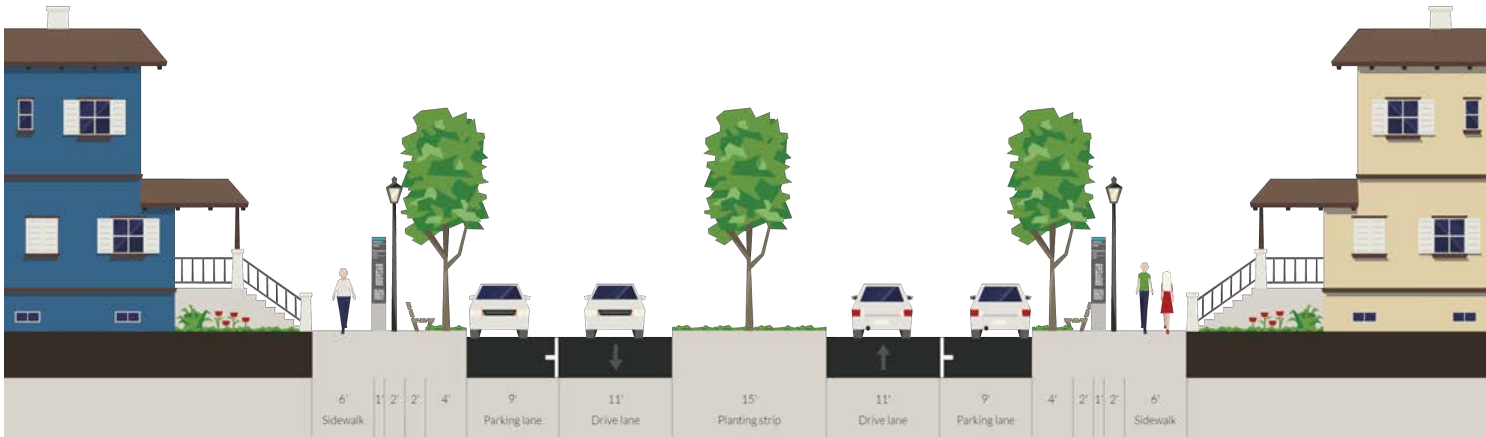 6' 1' 2' 2' 4' 9' 11' 15' 11' 9' 4' 2' 1' 2' 6'
Sidewalk Parking lane Drive lane Planting strip Drive lane Parking lane Sidewalk